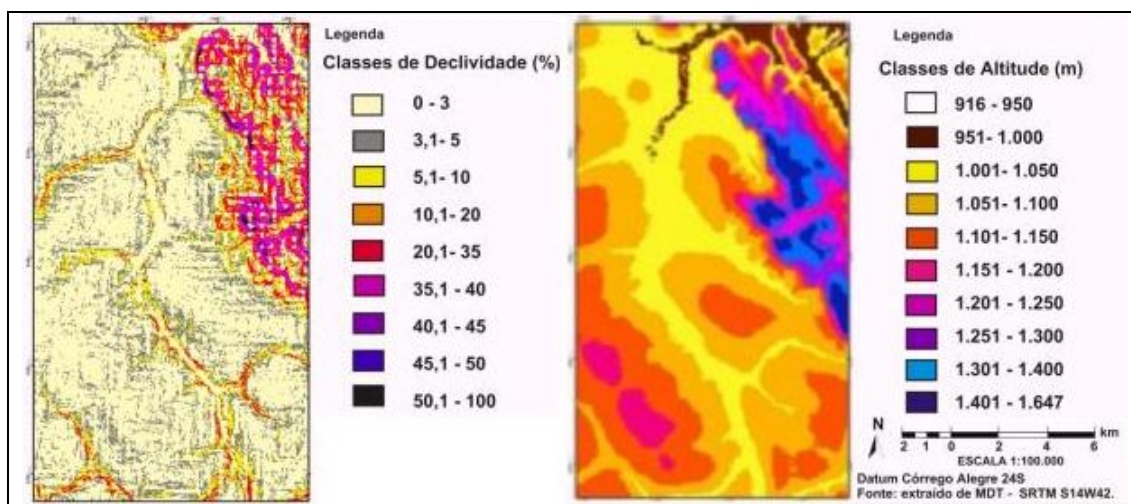 Legenda
Classes de Declividade (%)
0 - 3
3,1- 5
5,1- 10
10,1- 20
20,1- 35
35,1 - 40
40,1 - 45
45,1 - 50
50,1 - 100
Legenda
Classes de Altitude (m)
916 - 950
951- 1.000
1.001- 1.050
1.051- 1.100
1.101- 1.150
1.151 - 1.200
1.201 - 1.250
1.251 - 1.300
1.301 - 1.400
1.401 - 1.647
N
km
2 1 0 2 4 6
ESCALA 1:100.000
Datum Córrego Alegre 24S
Fonte: extraído de MDT - SRTM S14W42.